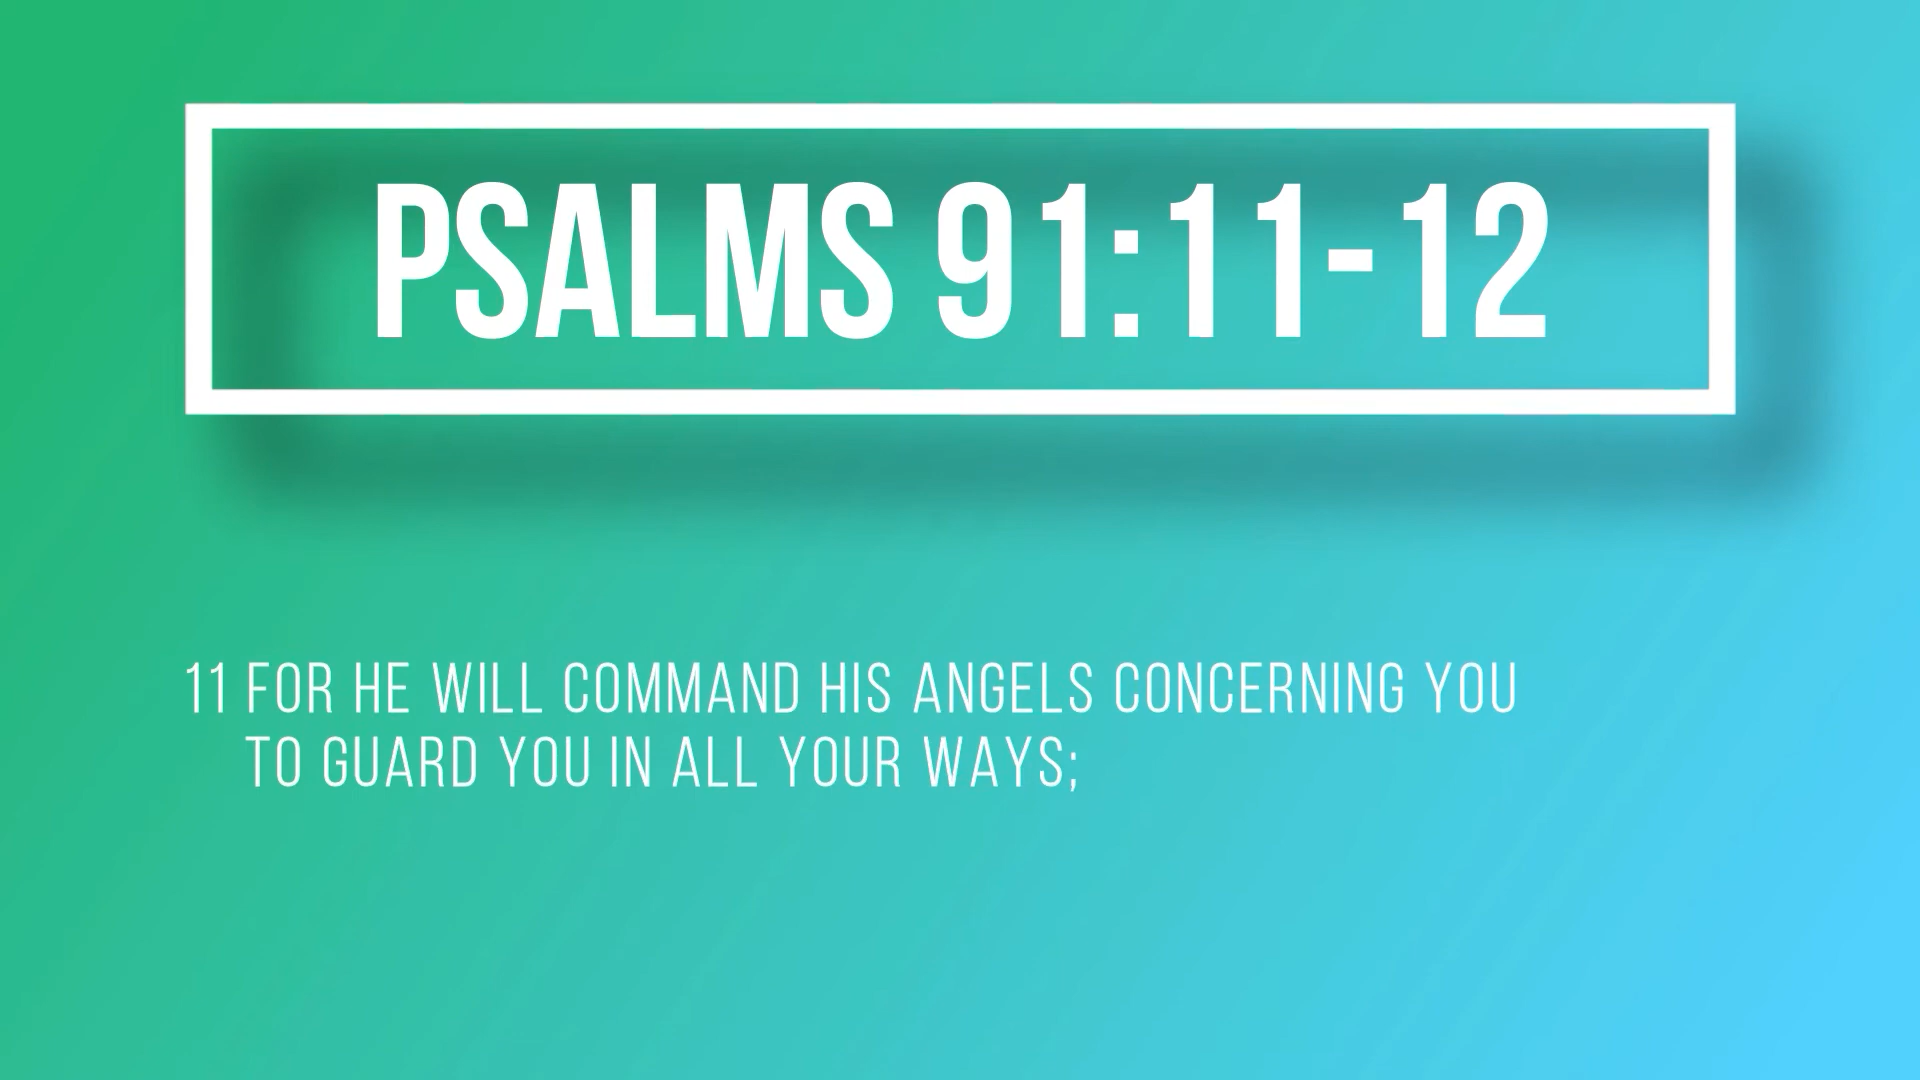 PSALMS 91:11-12
11 FOR HE WILL COMMAND HIS ANGELS CONCERNING YOU
TO GUARD YOU IN ALL YOUR WAYS;